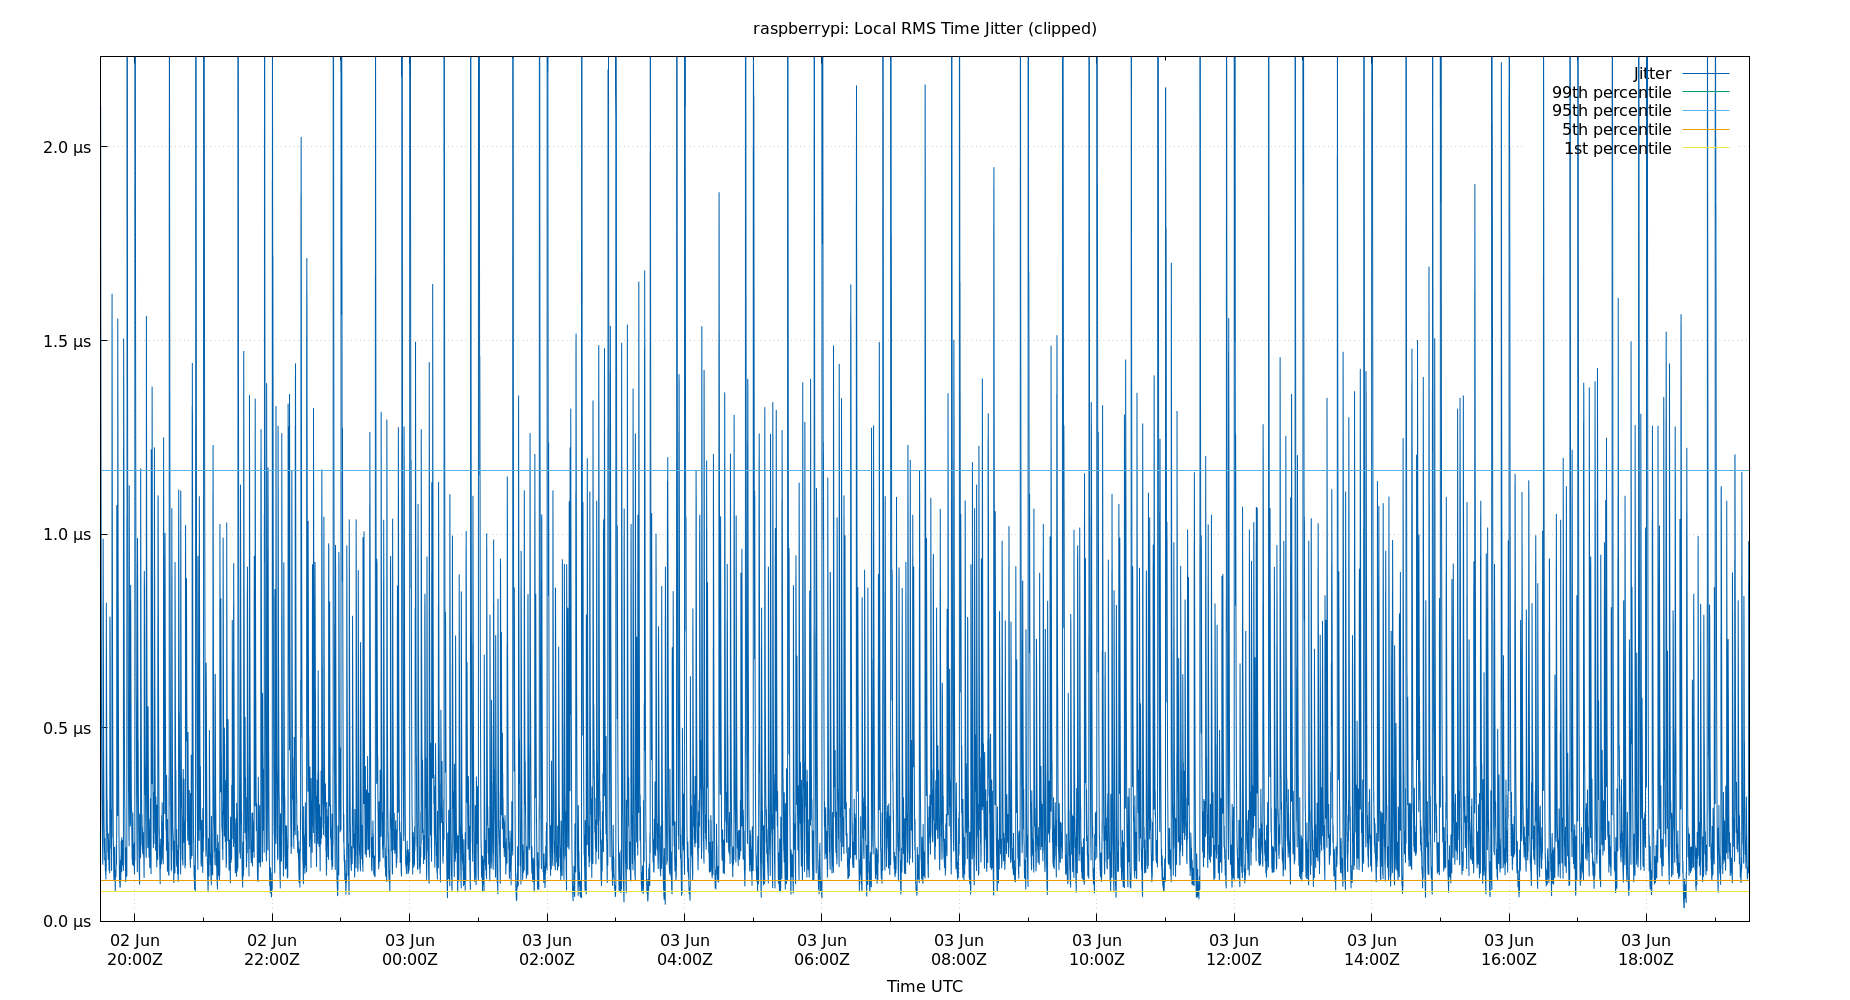 raspberrypi: Local RMS Time Jitter (clipped)
Jitter
99th percentile
95th percentile
5th percentile
1st percentile
2.0 µs
1.5 µs
1.0 µs
0.5 µs
0.0 µs
02 Jun 02 Jun 03 Jun 03 Jun 03 Jun 03 Jun 03 Jun 03 Jun 03 Jun 03 Jun 03 Jun 03 Jun
20:00Z 22:00Z 00:00Z 02:00Z 04:00Z 06:00Z 08:00Z 10:00Z 12:00Z 14:00Z 16:00Z 18:00Z
Time UTC